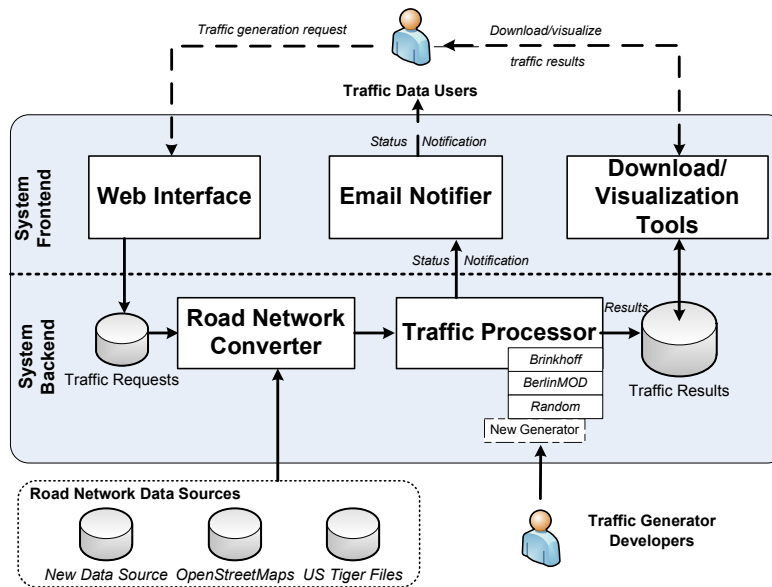 Traffic generation request
Download/visualize
traffic results
Traffic Data Users
Status Notification
System
Frontend
Web Interface
Email Notifier
Download/
Visualization
Tools
Status Notification
System
Backend
Traffic Requests
Road Network
Converter
Traffic Processor
Results
Brinkhoff
BerlinMOD
Random
New Generator
Traffic Results
Road Network Data Sources
New Data Source
OpenStreetMaps
US Tiger Files
Traffic Generator
Developers